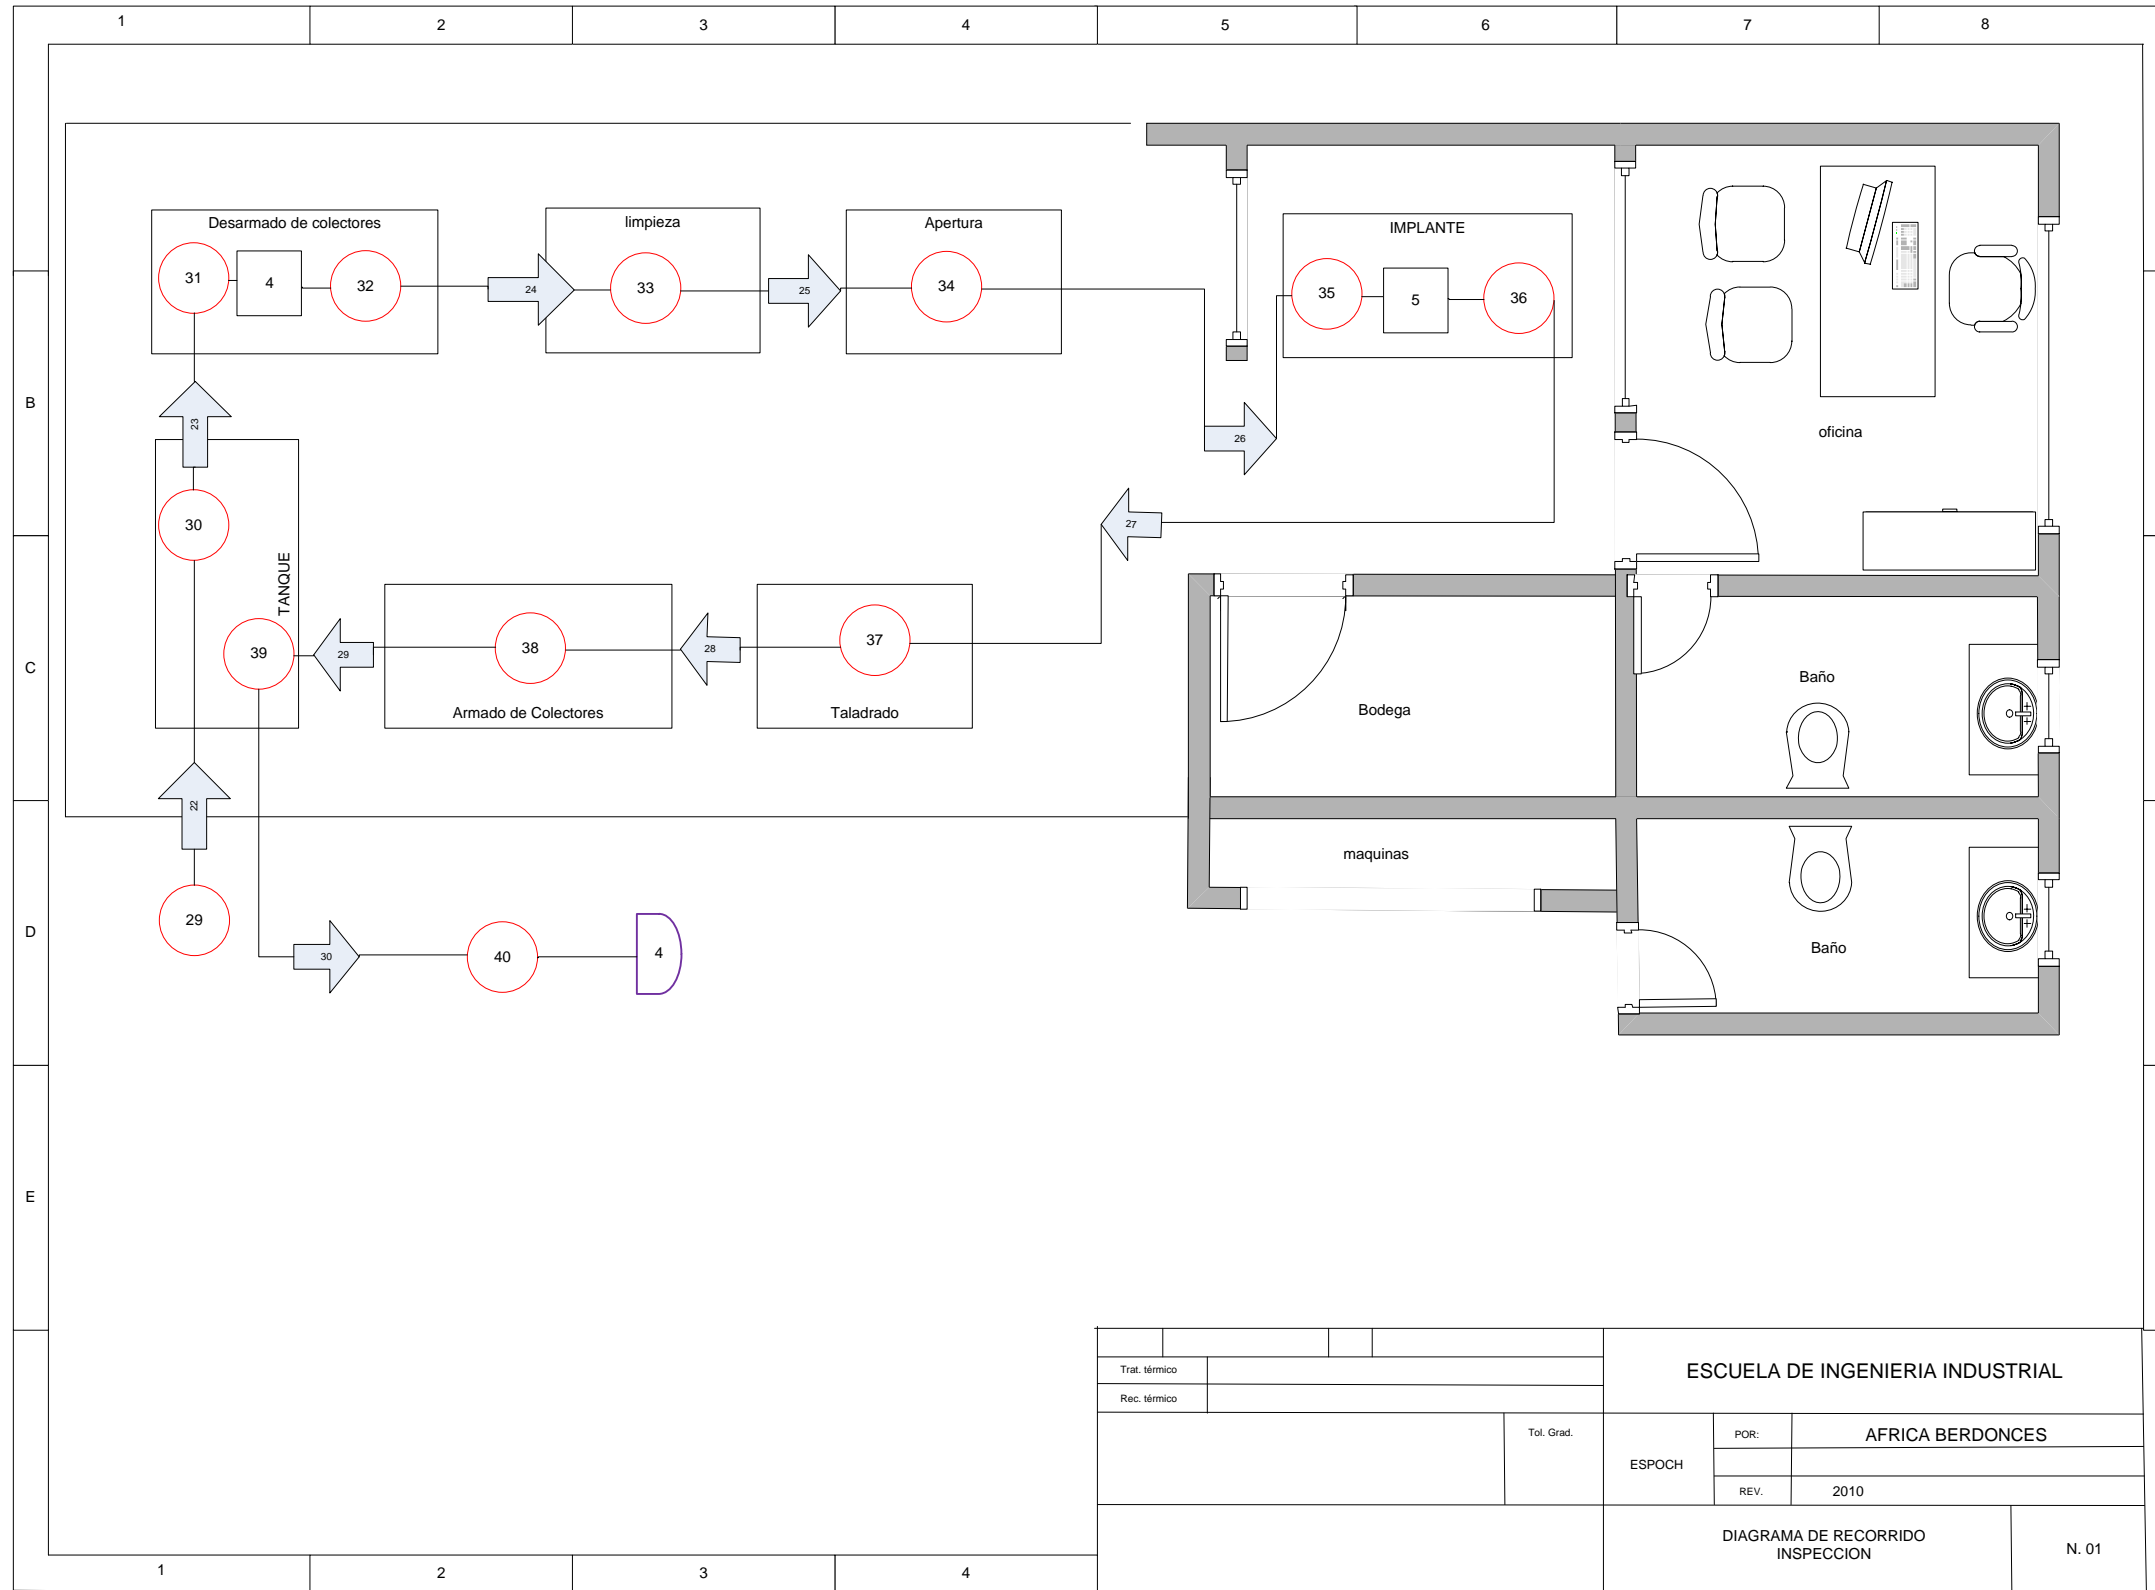 1 2 3 4 5 6 7 8
Desarmado de colectores
limpieza
Apertura
IMPLANTE
31 4 32 24 33 25 34 35 5 36
B
23
26
oficina
30
27
TANQUE
C
39 29 38 28 37
Armado de Colectores
Taladrado
Bodega
Baño
22
maquinas
D
29
30 40 4
Baño
E
Trat. térmico
Rec. térmico
Tol. Grad.
ESCUELA DE INGENIERIA INDUSTRIAL
ESPOCH
POR: AFRICA BERDONCES
REV. 2010
DIAGRAMA DE RECORRIDO
INSPECCION
N. 01
1 2 3 4